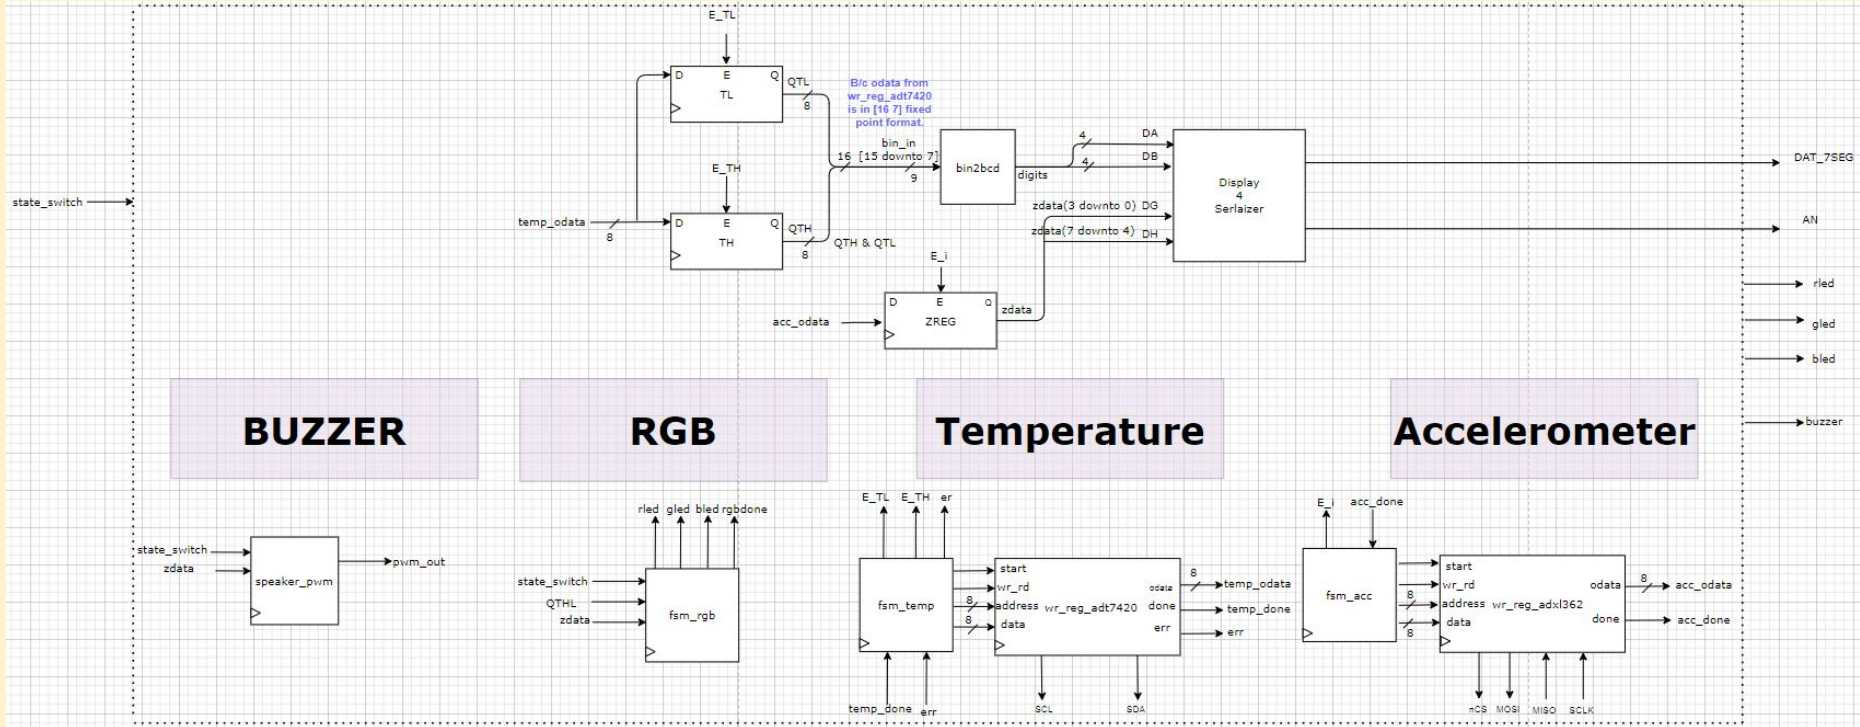 E_TL
D E Q
TL
QTL
8
B/c odata from
wr_reg_adt7420
is in [16 7] fixed
point format.
bin_in
16 [15 downto 7]
9
bin2bcd
digits
4 DA
4 DB
zdata(3 downto 0) DG
zdata(7 downto 4) DH
Display
4
Serlaizer
DAT_7SEG
AN
state_switch
E_TH
temp_odata
8
D E Q
TH
QTH
8
QTH & QTL
E_i
D E Q
ZREG
acc_odata
zdata
rled
gled
bled
buzzer
BUZZER
RGB
Temperature
Accelerometer
state_switch
zdata
speaker_pwm
pwm_out
rled gled bled rgbdone
state_switch
QTHL
zdata
fsm_rgb
E_TL E_TH er
fsm_temp
temp_done err
8
8
start
wr_rd
address
data
wr_reg_adt7420
odata
done
err
8
temp_odata
temp_done
err
SCL SDA
E_i acc_done
fsm_acc
8
8
start
wr_rd
address
data
wr_reg_adxl362
odata
done
8
acc_odata
acc_done
nCS MOSI MISO SCLK